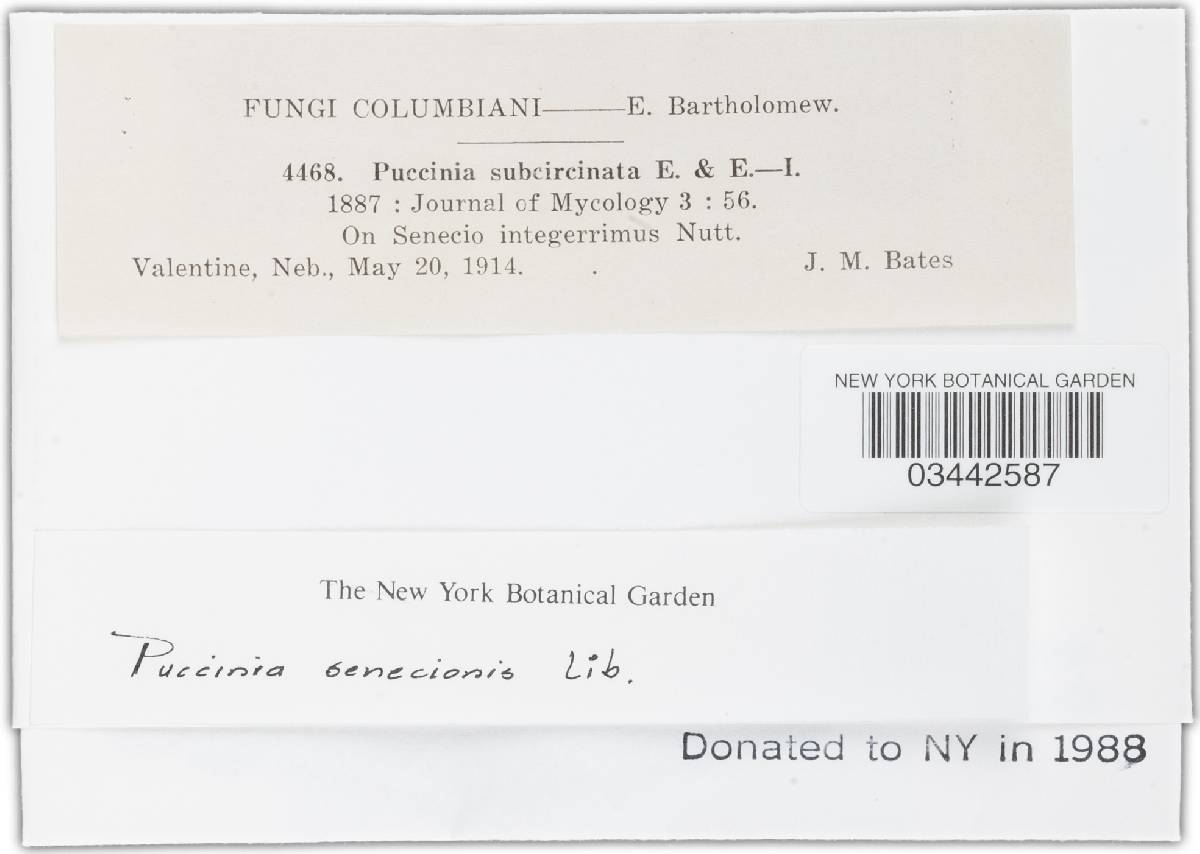 FUNGI COLUMBIANI———E. Bartholomew.
4468. Puccinia subcircinata E. & E.—I.
1887 : Journal of Mycology 3 : 56.
On Senecio integerrimus Nutt.
Valentine, Neb., May 20, 1914. J. M. Bates
NEW YORK BOTANICAL GARDEN
03442587
The New York Botanical Garden
Puccinia senecionis Lib.
Donated to NY in 1988